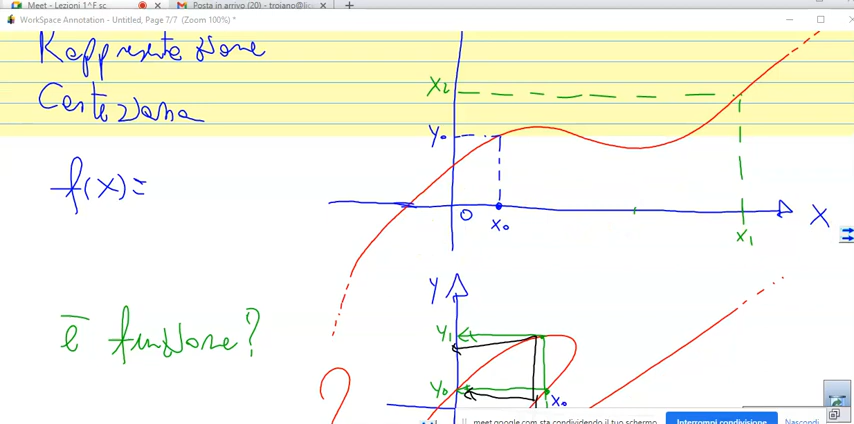 Meet - Lezioni 1^F sc
Posta in arrivo (20) - troiano@lice
WorkSpace Annotation - Untitled, Page 7/7 (Zoom 100%) *
Rappresentazione
Cartesiana
X2
Y0
f(x)=
O
X0
X1
X
Y
è funzione?
Y1
Y0
X0
?
meet.google.com sta condividendo il tuo schermo.
Interrompi condivisione
Nascondi